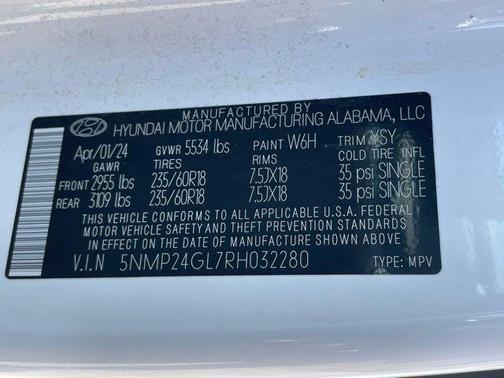 MANUFACTURED BY
HYUNDAI MOTOR MANUFACTURING ALABAMA, LLC
Apr/01/24 GVWR 5534 lbs PAINT W6H TRIM YSY
GAWR TIRES RIMS COLD TIRE INFL
FRONT 2955 lbs 235/60R18 7.5JX18 35 psi SINGLE
REAR 3109 lbs 235/60R18 7.5JX18 35 psi SINGLE
THIS VEHICLE CONFORMS TO ALL APPLICABLE U.S.A. FEDERAL
MOTOR VEHICLE SAFETY AND THEFT PREVENTION STANDARDS
IN EFFECT ON THE DATE OF MANUFACTURE SHOWN ABOVE
V.I.N 5NMP24GL7RH032280 TYPE: MPV